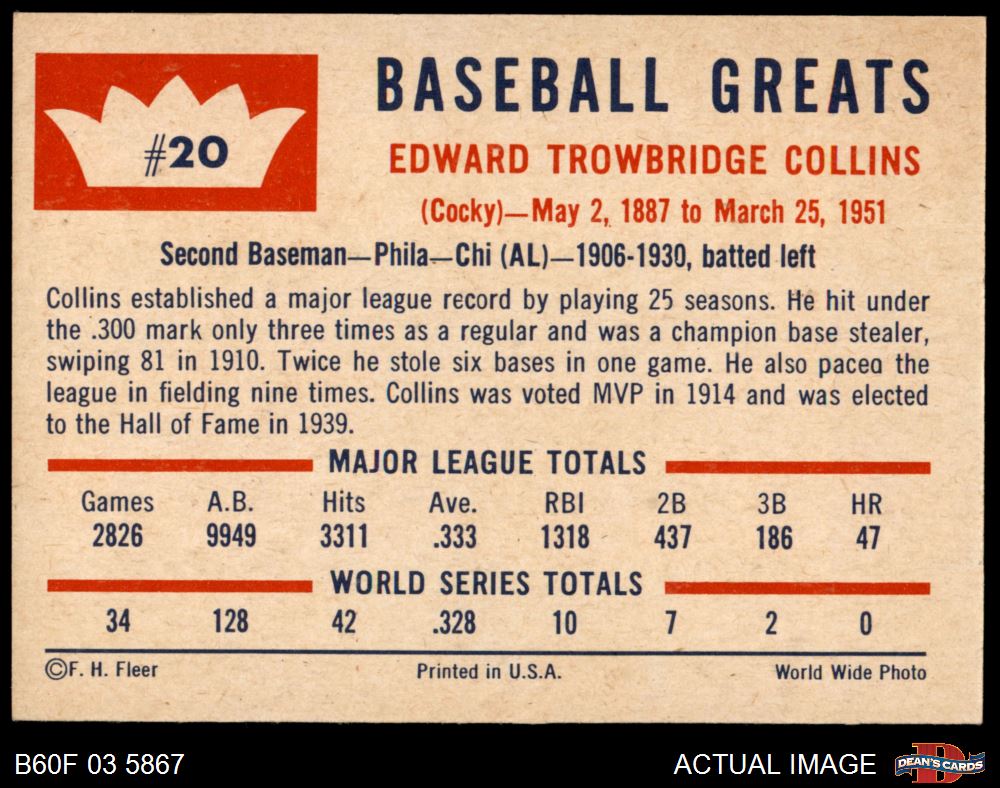 #20
BASEBALL GREATS
EDWARD TROWBRIDGE COLLINS
(Cocky)—May 2, 1887 to March 25, 1951
Second Baseman—Phila—Chi (AL)—1906-1930, batted left
Collins established a major league record by playing 25 seasons. He hit under
the .300 mark only three times as a regular and was a champion base stealer,
swiping 81 in 1910. Twice he stole six bases in one game. He also paced the
league in fielding nine times. Collins was voted MVP in 1914 and was elected
to the Hall of Fame in 1939.
MAJOR LEAGUE TOTALS
Games A.B. Hits Ave. RBI 2B 3B HR
2826 9949 3311 .333 1318 437 186 47
WORLD SERIES TOTALS
34 128 42 .328 10 7 2 0
©F. H. Fleer Printed in U.S.A. World Wide Photo
B60F 03 5867 ACTUAL IMAGE D DEAN'S CARDS